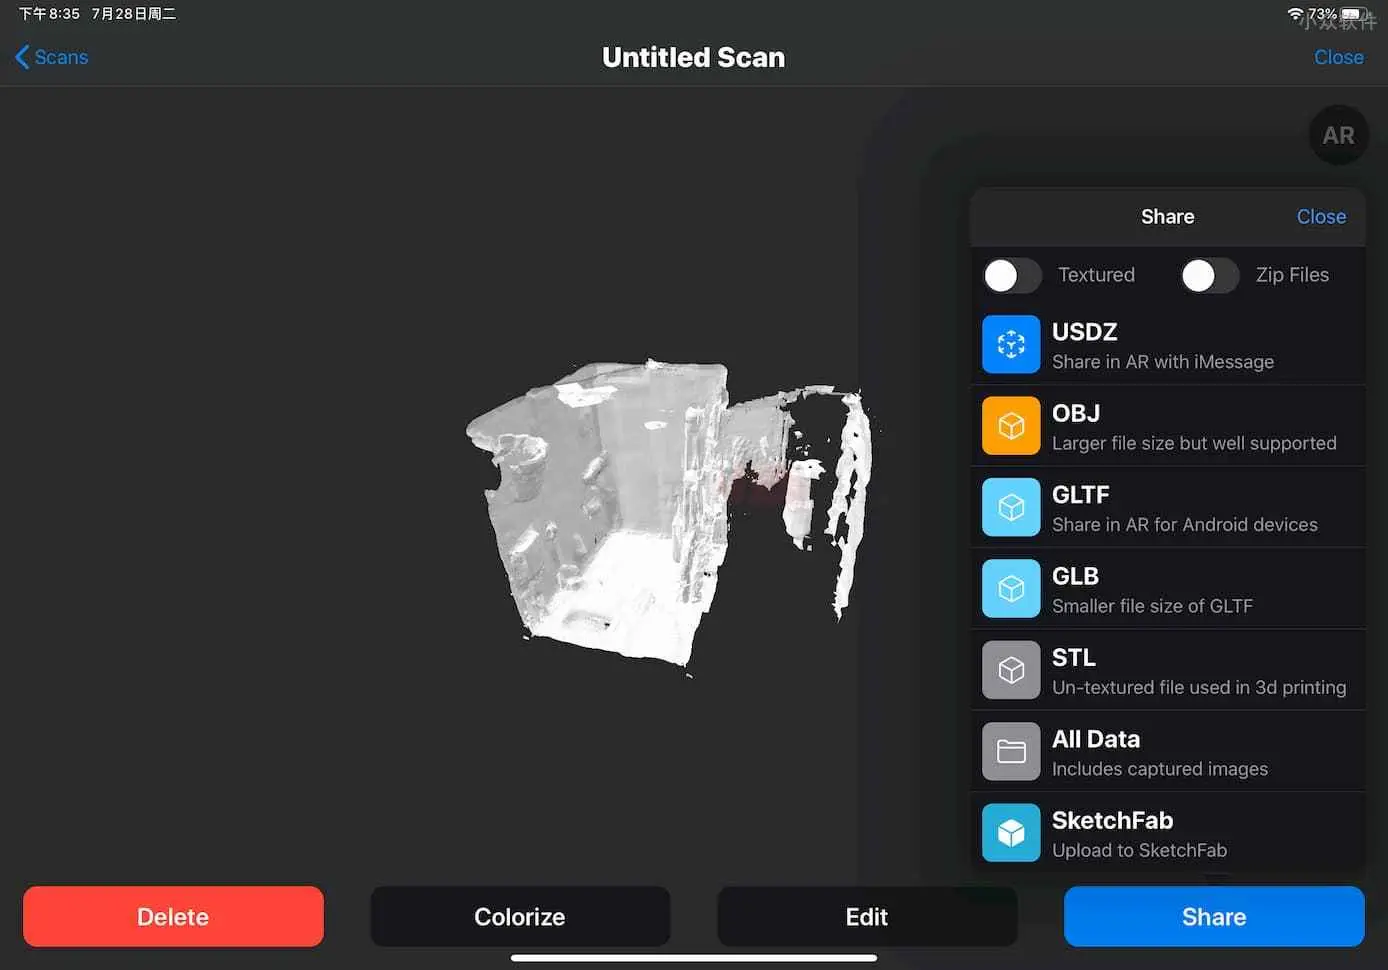 下午8:35 7月28日周二
73%
小众软件
Scans
Untitled Scan
Close
AR
Share
Close
Textured
Zip Files
USDZ
Share in AR with iMessage
OBJ
Larger file size but well supported
GLTF
Share in AR for Android devices
GLB
Smaller file size of GLTF
STL
Un-textured file used in 3d printing
All Data
Includes captured images
SketchFab
Upload to SketchFab
Delete
Colorize
Edit
Share